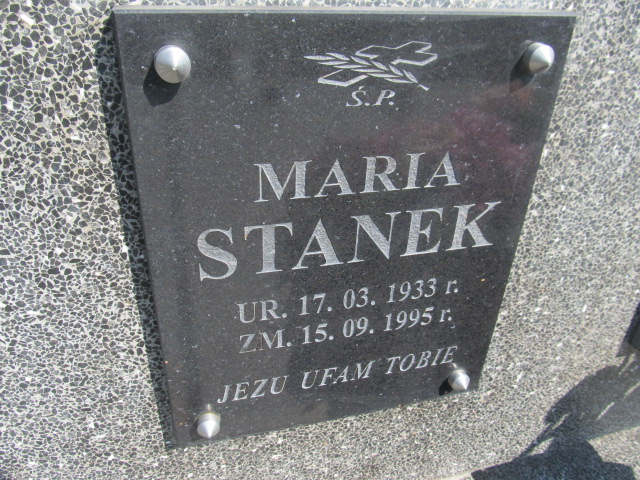 Ś.P.
MARIA
STANEK
UR. 17. 03. 1933 r.
ZM. 15. 09. 1995 r.
JEZU UFAM TOBIE